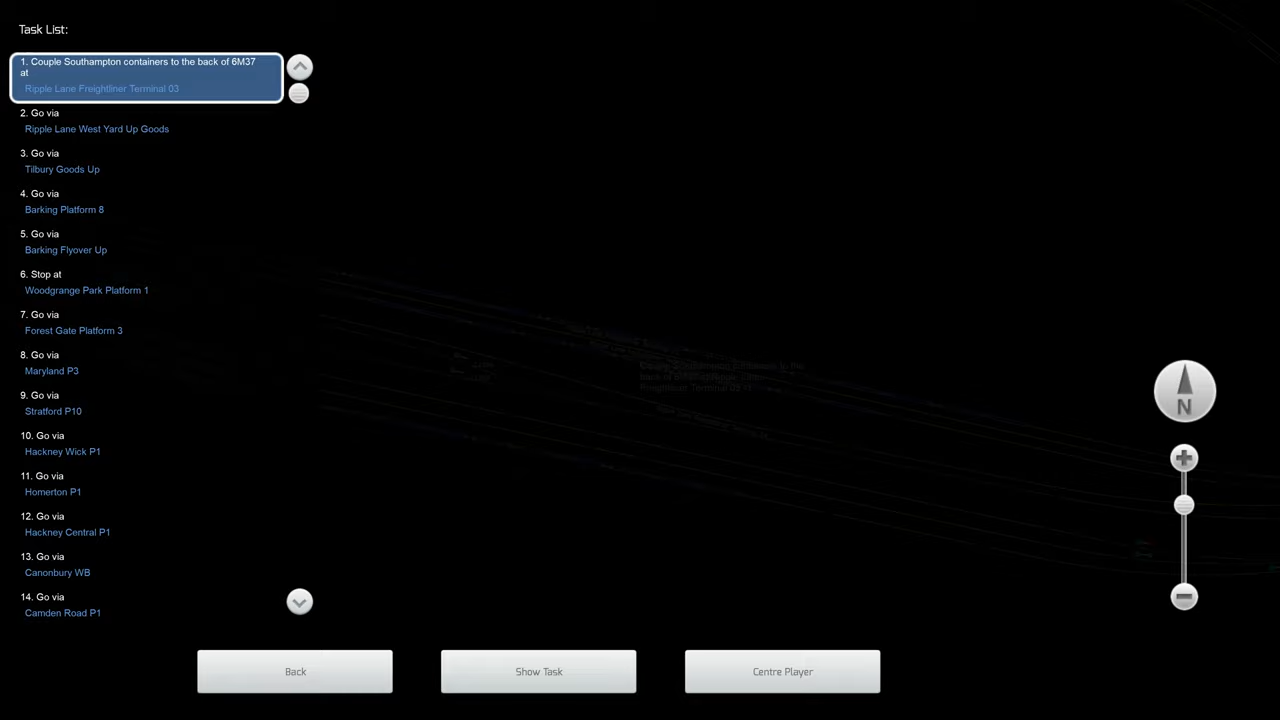 Task List:
1. Couple Southampton containers to the back of 6M37
at
Ripple Lane Freightliner Terminal 03
2. Go via
Ripple Lane West Yard Up Goods
3. Go via
Tilbury Goods Up
4. Go via
Barking Platform 8
5. Go via
Barking Flyover Up
6. Stop at
Woodgrange Park Platform 1
7. Go via
Forest Gate Platform 3
8. Go via
Maryland P3
9. Go via
Stratford P10
10. Go via
Hackney Wick P1
11. Go via
Homerton P1
12. Go via
Hackney Central P1
13. Go via
Canonbury WB
14. Go via
Camden Road P1
N
Back
Show Task
Centre Player